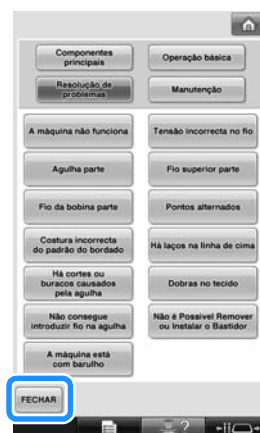 Componentes
principais
Operação básica
Resolução de
problemas
Manutenção
A máquina não funciona
Tensão incorrecta no fio
Agulha parte
Fio superior parte
Fio da bobina parte
Pontos alternados
Costura incorrecta
do padrão do bordado
Há laços na linha de cima
Há cortes ou
buracos causados
pela agulha
Dobras no tecido
Não consegue
introduzir fio na agulha
Não é Possivel Remover
ou Instalar o Bastidor
A máquina está
com barulho
FECHAR
?